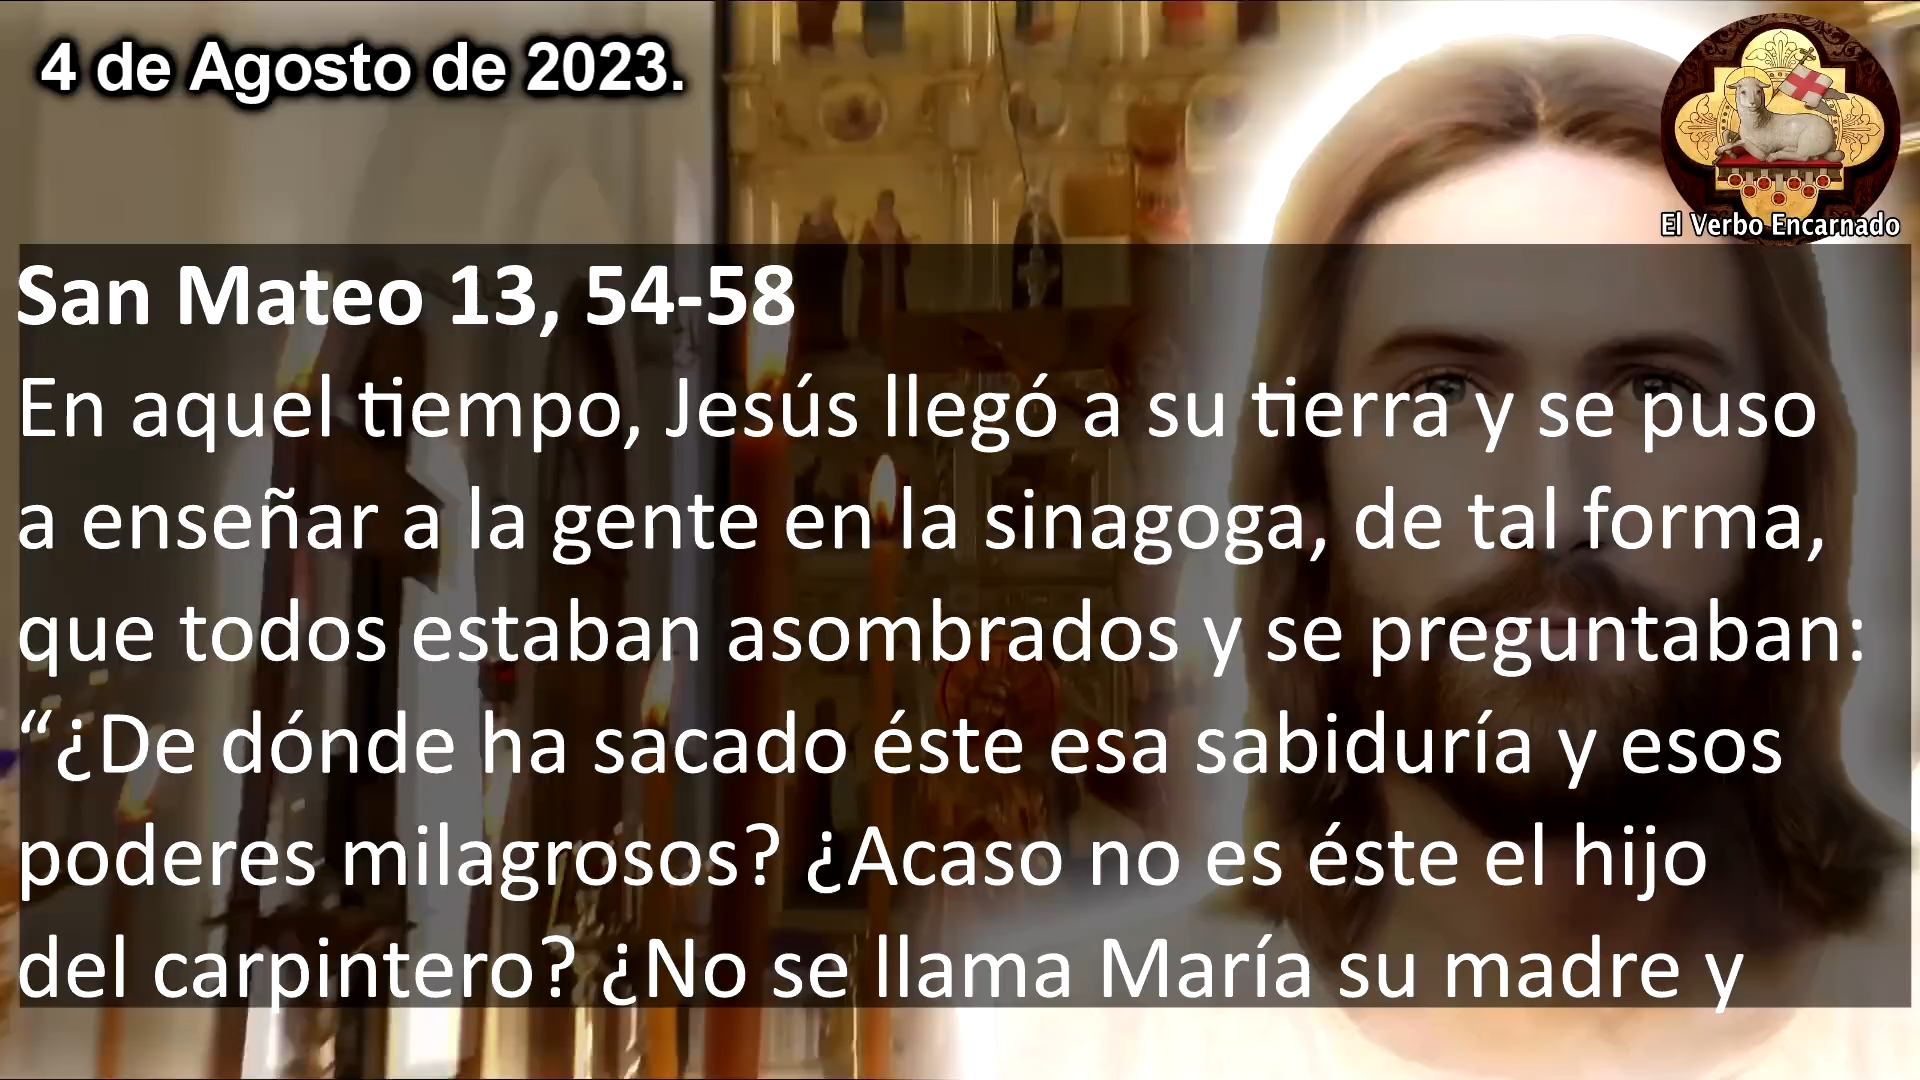 4 de Agosto de 2023.
El Verbo Encarnado
San Mateo 13, 54-58
En aquel tiempo, Jesús llegó a su tierra y se puso
a enseñar a la gente en la sinagoga, de tal forma,
que todos estaban asombrados y se preguntaban:
“¿De dónde ha sacado éste esa sabiduría y esos
poderes milagrosos? ¿Acaso no es éste el hijo
del carpintero? ¿No se llama María su madre y